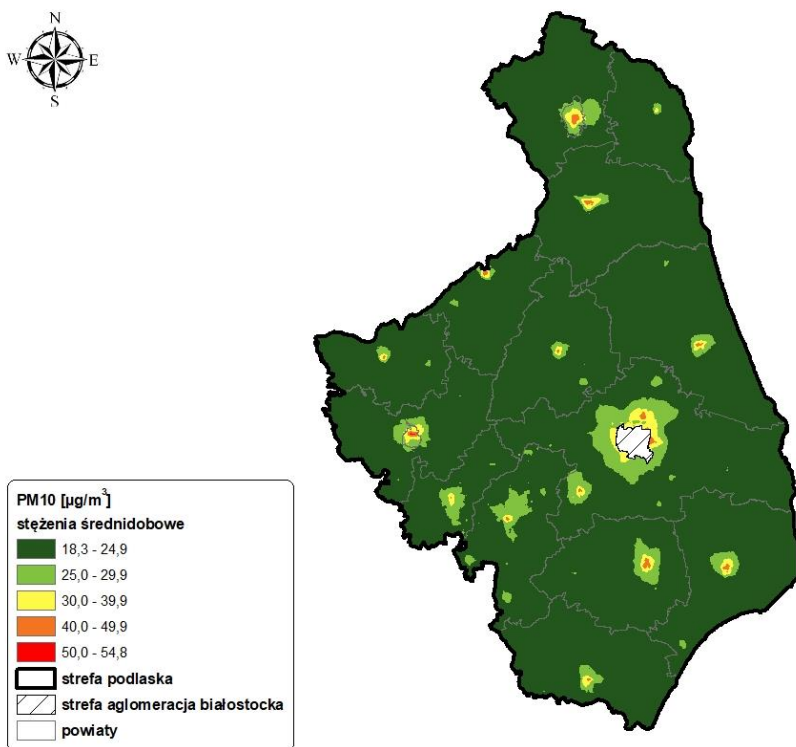 N
W E
S
PM10 [µg/m³]
stężenia średnidobowe
18,3 - 24,9
25,0 - 29,9
30,0 - 39,9
40,0 - 49,9
50,0 - 54,8
strefa podlaska
strefa aglomeracja białostocka
powiaty